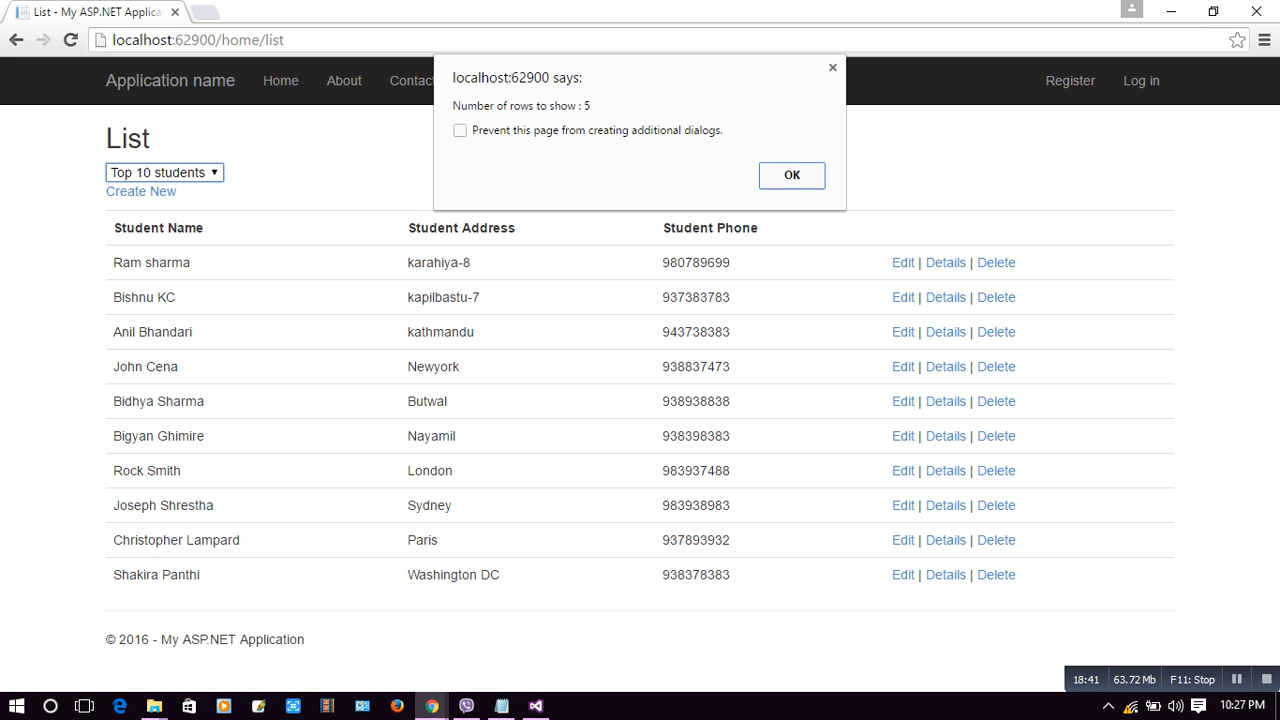 List - My ASP.NET Applica
localhost:62900/home/list
Application name Home About Contac Register Log in
localhost:62900 says:
Number of rows to show : 5
Prevent this page from creating additional dialogs.
OK
List
Top 10 students
Create New
Student Name Student Address Student Phone
Ram sharma karahiya-8 980789699 Edit | Details | Delete
Bishnu KC kapilbastu-7 937383783 Edit | Details | Delete
Anil Bhandari kathmandu 943738383 Edit | Details | Delete
John Cena Newyork 938837473 Edit | Details | Delete
Bidhya Sharma Butwal 938938838 Edit | Details | Delete
Bigyan Ghimire Nayamil 938398383 Edit | Details | Delete
Rock Smith London 983937488 Edit | Details | Delete
Joseph Shrestha Sydney 983938983 Edit | Details | Delete
Christopher Lampard Paris 937893932 Edit | Details | Delete
Shakira Panthi Washington DC 938378383 Edit | Details | Delete
© 2016 - My ASP.NET Application
18:41 63.72 Mb F11: Stop
10:27 PM